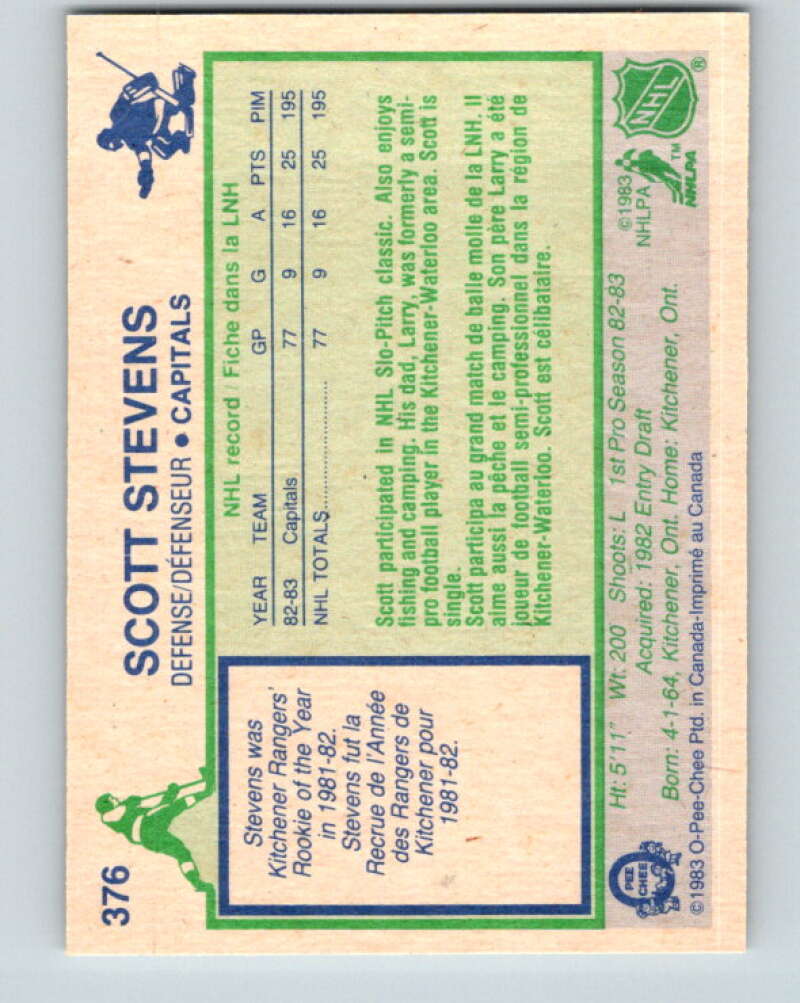 376
SCOTT STEVENS
DEFENSE/DÉFENSEUR • CAPITALS
Stevens was
Kitchener Rangers'
Rookie of the Year
in 1981-82.
Stevens fut la
Recrue de l'Année
des Rangers de
Kitchener pour
1981-82.
NHL record / Fiche dans la LNH
YEAR TEAM GP G A PTS PIM
82-83 Capitals 77 9 16 25 195
NHL TOTALS 77 9 16 25 195
Scott participated in NHL Slo-Pitch classic. Also enjoys
fishing and camping. His dad, Larry, was formerly a semi-
pro football player in the Kitchener-Waterloo area. Scott is
single.
Scott participa au grand match de balle molle de la LNH. Il
aime aussi la pêche et le camping. Son père Larry a été
joueur de football semi-professionnel dans la région de
Kitchener-Waterloo. Scott est célibataire.
Ht: 5'11" Wt: 200 Shoots: L 1st Pro Season 82-83
Acquired: 1982 Entry Draft
Born: 4-1-64, Kitchener, Ont. Home: Kitchener, Ont.
©1983 O-Pee-Chee Ptd. in Canada-Imprimé au Canada
O
PEE
CHEE
©1983
NHLPA
NHL
®
TM
NHLPA